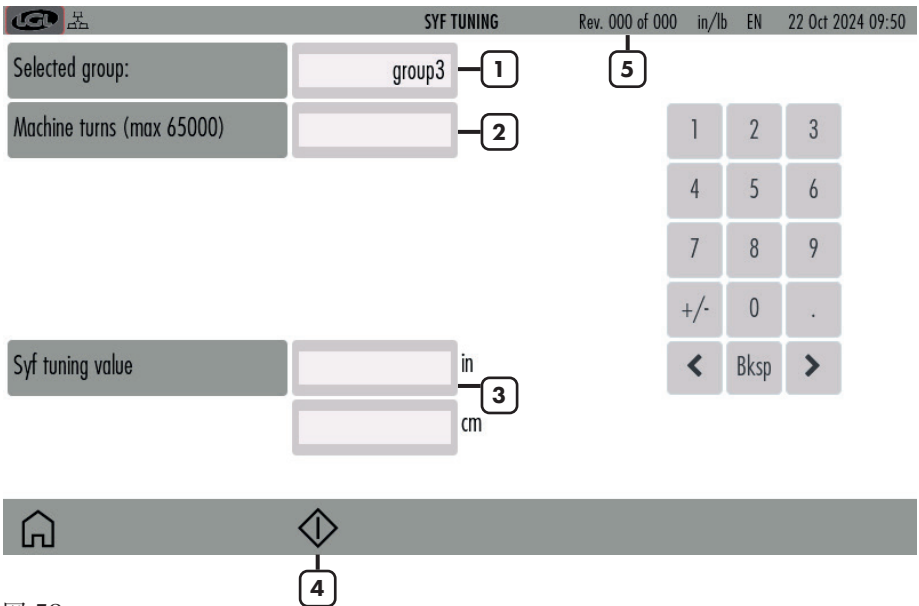 LGL SYF TUNING Rev. 000 of 000 in/lb EN 22 Oct 2024 09:50
Selected group: group3 1 5
Machine turns (max 65000) 2
1 2 3
4 5 6
7 8 9
+/- 0 .
Syf tuning value in 3
cm
< Bksp >
4